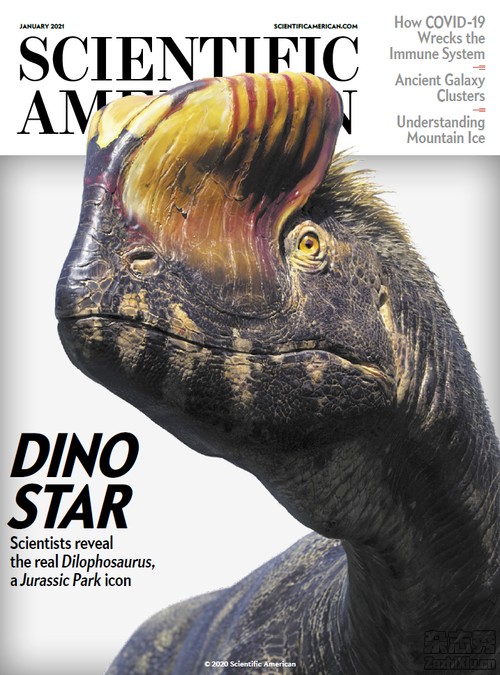 JANUARY 2021
SCIENTIFICAMERICAN.COM
SCIENTIFIC
How COVID-19
Wrecks the
Immune System
Ancient Galaxy
Clusters
Understanding
Mountain Ice
DINO
STAR
Scientists reveal
the real Dilophosaurus,
a Jurassic Park icon
© 2020 Scientific American